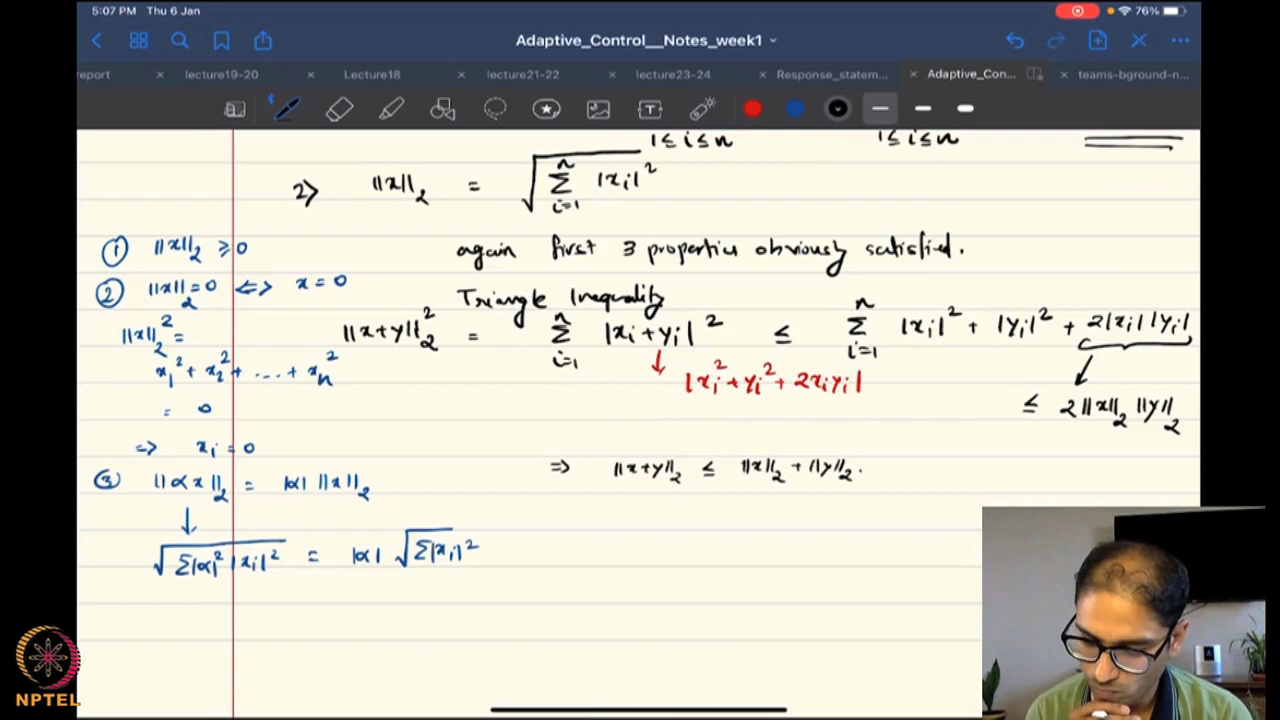 5:07 PM Thu 6 Jan
76%
Adaptive_Control__Notes_week1
report
lecture19-20
Lecture18
lecture21-22
lecture23-24
Response_statem...
Adaptive_Con...
teams-bground-n...
1 ≤ i ≤ n 1 ≤ i ≤ n
2> ||x||₂ = √(Σ_{i=1}^{n} |xᵢ|²)
① ||x||₂ ≥ 0
again first 3 properties obviously satisfied.
② ||x||₂ = 0 <=> x = 0
Triangle Inequality
||x+y||₂² = Σ_{i=1}^{n} |xᵢ + yᵢ|² ≤ Σ_{i=1}^{n} |xᵢ|² + |yᵢ|² + 2|xᵢ||yᵢ|
||x||₂² =
x₁² + x₂² + .... + xₙ²
↓ |xᵢ² + yᵢ² + 2xᵢyᵢ|
= 0
≤ 2||x||₂ ||y||₂
=> xᵢ = 0
=> ||x+y||₂ ≤ ||x||₂ + ||y||₂.
③ ||αx||₂ = |α| ||x||₂
↓
√(Σ|α|² |xᵢ|²) = |α| √(Σ|xᵢ|²)
NPTEL